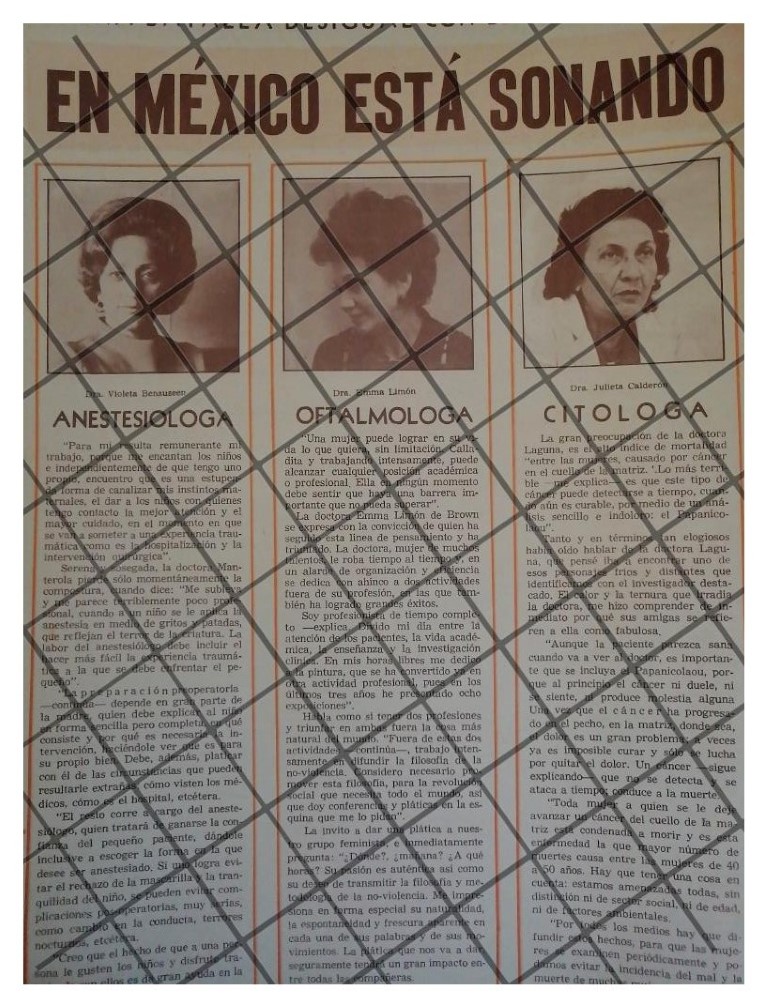 EN MÉXICO ESTÁ SONANDO
Dra. Violeta Bensuseen
ANESTESIOLOGA
"Para mí resulta remunerante mi
trabajo, porque me encantan los niños
e independientemente de que tengo uno
propio, encuentro que es una estupen-
da forma de canalizar mis instintos ma-
ternales, el dar a los niños con quienes
tengo contacto la mejor atención y el
mayor cuidado, en el momento en que
se van a someter a una experiencia trau-
mática como es la hospitalización y la
intervención quirúrgica".
Serena, sosegada, la doctora Man-
terola pierde sólo momentáneamente la
compostura, cuando dice: "Me subleva
y me parece terriblemente poco profe-
sional, cuando a un niño se le aplica la
anestesia en medio de gritos y patadas,
que reflejan el terror de la criatura. La
labor del anestesiólogo debe incluir el
hacer más fácil la experiencia traumá-
tica a la que se debe enfrentar el pe-
queño".
"La preparación preoperatoria
—continúa— depende en gran parte de
la madre, quien debe explicar al niño
en forma sencilla pero completa, en qué
consiste y por qué es necesaria la in-
tervención, haciéndole ver que es para
su propio bien. Debe, además, platicar
con él de las circunstancias que pueden
resultarle extrañas, cómo visten los mé-
dicos, cómo es el hospital, etcétera.
"El resto corre a cargo del aneste-
siólogo, quien tratará de ganarse la con-
fianza del pequeño paciente, dándole
inclusive a escoger la forma en la que
desee ser anestesiado. Si uno logra evi-
tar el rechazo de la mascarilla y la tran-
quilidad del niño, se pueden evitar com-
plicaciones postoperatorias, muy varias,
como cambio en la conducta, terrores
nocturnos, etcétera.
"Creo que el hecho de que a una per-
sona le gusten los niños y disfrute tra-
ellos es de gran ayuda en la
Dra. Emma Limón
OFTALMOLOGA
"Una mujer puede lograr en su vi-
da lo que quiera, sin limitación. Calla-
dita y trabajando intensamente, puede
alcanzar cualquier posición académica
o profesional. Ella en ningún momento
debe sentir que hay una barrera im-
portante que no pueda superar".
La doctora Emma Limón de Brown
se expresa con la convicción de quien ha
seguido esta línea de pensamiento y ha
triunfado. La doctora, mujer de muchos
talentos, le roba tiempo al tiempo y, en
un alarde de organización y eficiencia
se dedica con ahínco a dos actividades
fuera de su profesión, en las que tam-
bién ha logrado grandes éxitos.
Soy profesionista de tiempo comple-
to —explica. Divido mi día entre la
atención de los pacientes, la vida acadé-
mica, la enseñanza y la investigación
clínica. En mis horas libres me dedico
a la pintura, que se ha convertido ya en
otra actividad profesional, pues en los
últimos tres años he presentado ocho
exposiciones".
Habla como si tener dos profesiones
y triunfar en ambas fuera la cosa más
natural del mundo. "Fuera de estas dos
actividades —continúa—, trabajo inten-
samente en difundir la filosofía de la
no-violencia. Considero necesario pro-
mover esta filosofía, para la revolución
social que necesita todo el mundo, así
que doy conferencias y pláticas en la es-
quina que me lo pidan".
La invito a dar una plática a nues-
tro grupo feminista, e inmediatamente
pregunta: "¿Dónde?, ¿mañana? ¿A qué
hora? Su pasión es auténtica así como
su deseo de transmitir la filosofía y me-
todología de la no-violencia. Me impre-
siona en forma especial su naturalidad,
la espontaneidad y frescura aparente en
cada una de sus palabras y de sus mo-
vimientos. La plática que nos va a dar
seguramente tendrá un gran impacto en-
tre todas las compañeras.
Dra. Julieta Calderón
CITOLOGA
La gran preocupación de la doctora
Laguna, es el alto índice de mortalidad
"entre las mujeres, causado por cáncer
en el cuello de la matriz. "Lo más terri-
ble —me explica— es que este tipo de
cáncer puede detectarse a tiempo, cuan-
do aún es curable, por medio de un aná-
lisis sencillo e indoloro: el Papanico-
laou".
Tanto y en términos tan elogiosos
había oído hablar de la doctora Lagu-
na, que pensé iba a encontrar uno de
esos personajes fríos y distantes que
identificamos con el investigador desta-
cado. El calor y la ternura que irradia
la doctora, me hizo comprender de in-
mediato por qué sus amigas se refie-
ren a ella como fabulosa.
"Aunque la paciente parezca sana
cuando va a ver al doctor, es importan-
te que se incluya el Papanicolaou, por-
que al principio el cáncer ni duele, ni
se siente, ni produce molestia alguna.
Una vez que el cáncer ha progresa-
do en el pecho, en la matriz, donde sea,
el dolor es un gran problema, a veces
ya es imposible curar y sólo se lucha
por quitar el dolor. Un cáncer —sigue
explicando— que no se detecta y se
ataca a tiempo, conduce a la muerte.
"Toda mujer a quien se le deje
avanzar un cáncer del cuello de la ma-
triz está condenada a morir y es esta
enfermedad la que mayor número de
muertes causa entre las mujeres de 40
a 50 años. Hay que tener una cosa en
cuenta: estamos amenazadas todas, sin
distinción ni de sector social, ni de edad,
ni de factores ambientales.
"Por todos los medios hay que di-
fundir estos hechos, para que las muje-
res se examinen periódicamente y po-
damos evitar la incidencia del mal y la
muerte de